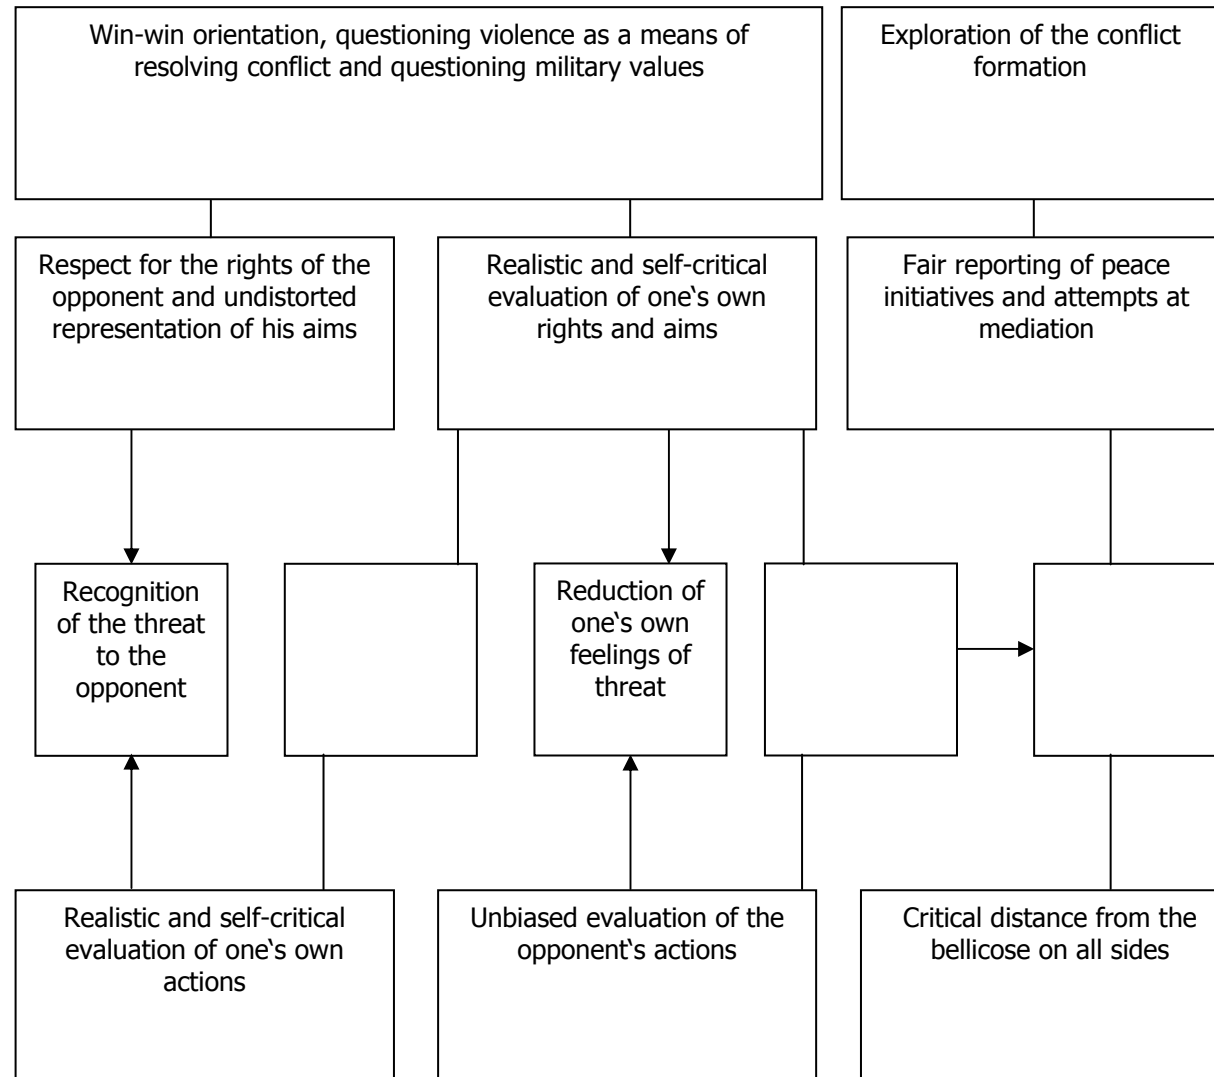 Win-win orientation, questioning violence as a means of
resolving conflict and questioning military values
Exploration of the conflict
formation
Respect for the rights of the
opponent and undistorted
representation of his aims
Realistic and self-critical
evaluation of one‘s own
rights and aims
Fair reporting of peace
initiatives and attempts at
mediation
Recognition
of the threat
to the
opponent
Reduction of
one‘s own
feelings of
threat
Realistic and self-critical
evaluation of one‘s own
actions
Unbiased evaluation of the
opponent‘s actions
Critical distance from the
bellicose on all sides